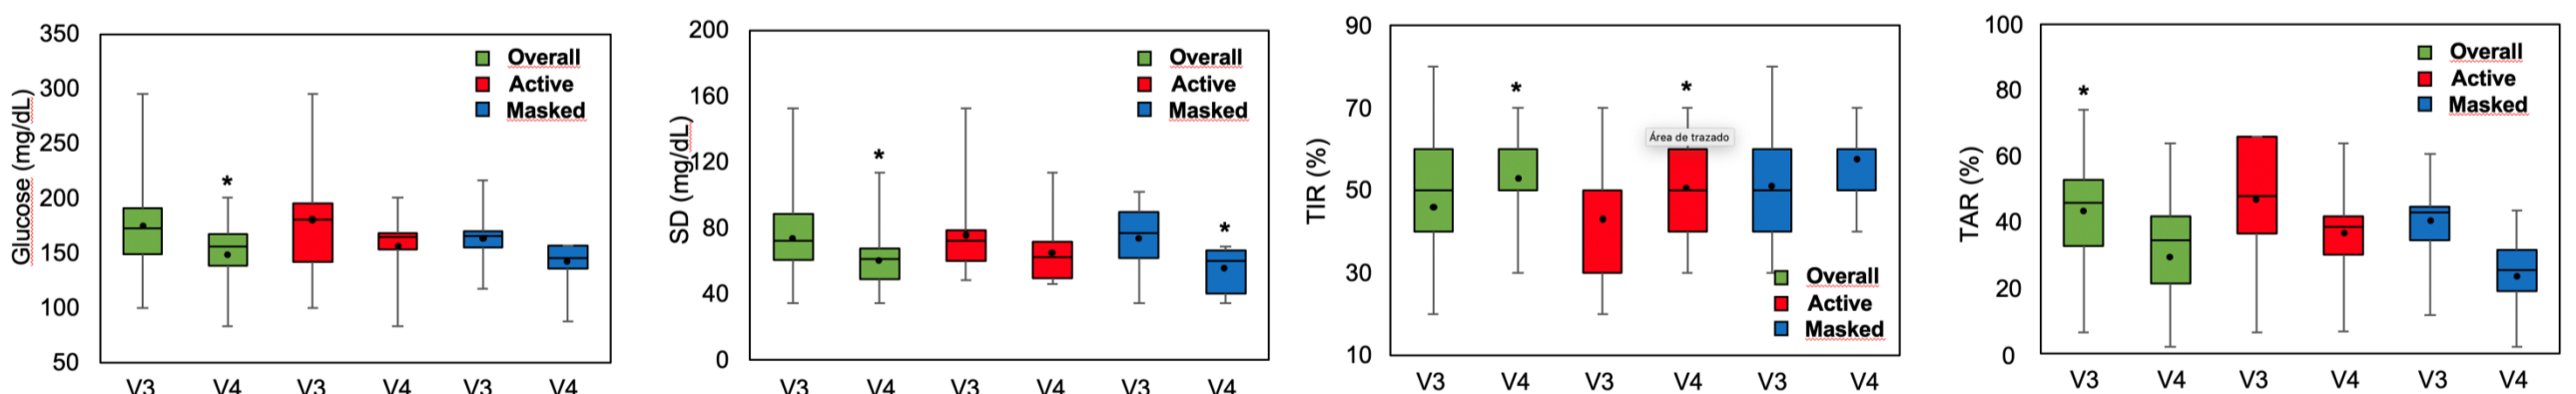 Glucose (mg/dL)
350
300
250
200
150
100
50
Overall
Active
Masked
*
V3 V4 V3 V4 V3 V4
SD (mg/dL)
200
160
120
80
40
0
Overall
Active
Masked
*
*
V3 V4 V3 V4 V3 V4
TIR (%)
90
70
50
30
10
*
*
Área de trazado
Overall
Active
Masked
V3 V4 V3 V4 V3 V4
TAR (%)
100
80
60
40
20
0
Overall
Active
Masked
*
V3 V4 V3 V4 V3 V4